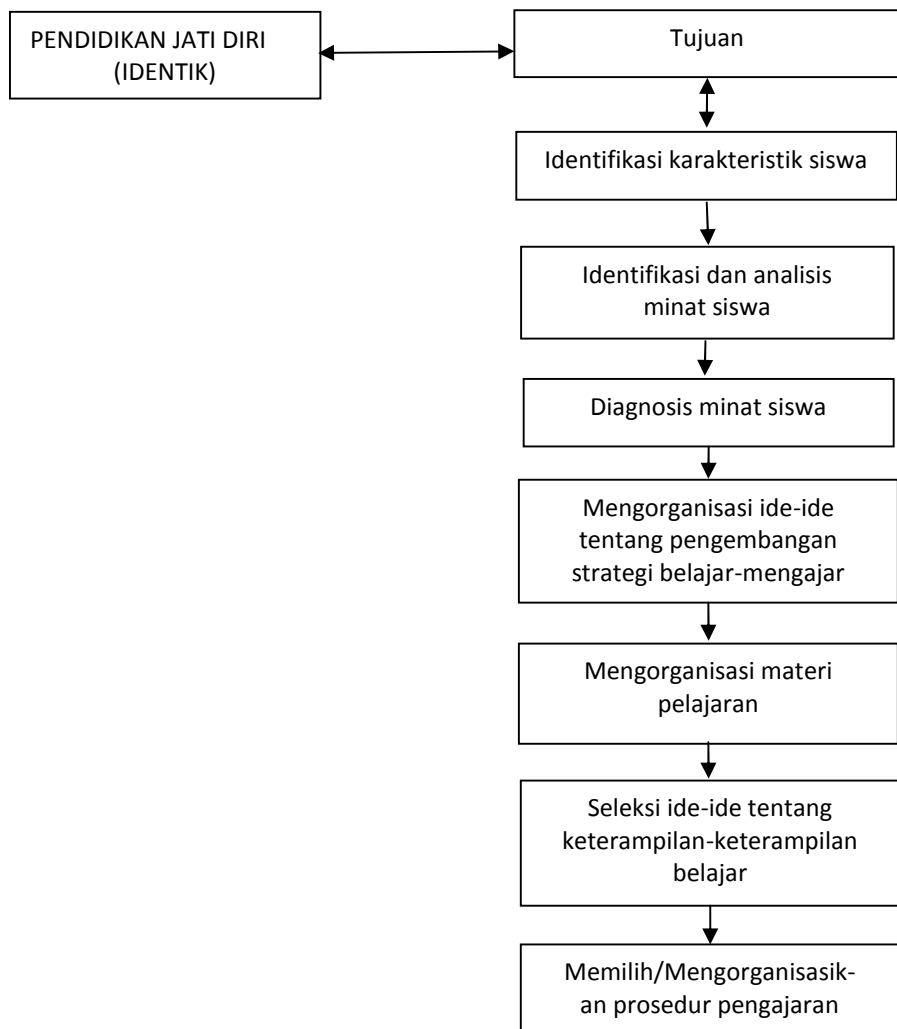 PENDIDIKAN JATI DIRI
(IDENTIK)
Tujuan
Identifikasi karakteristik siswa
Identifikasi dan analisis
minat siswa
Diagnosis minat siswa
Mengorganisasi ide-ide
tentang pengembangan
strategi belajar-mengajar
Mengorganisasi materi
pelajaran
Seleksi ide-ide tentang
keterampilan-keterampilan
belajar
Memilih/Mengorganisasik-
an prosedur pengajaran